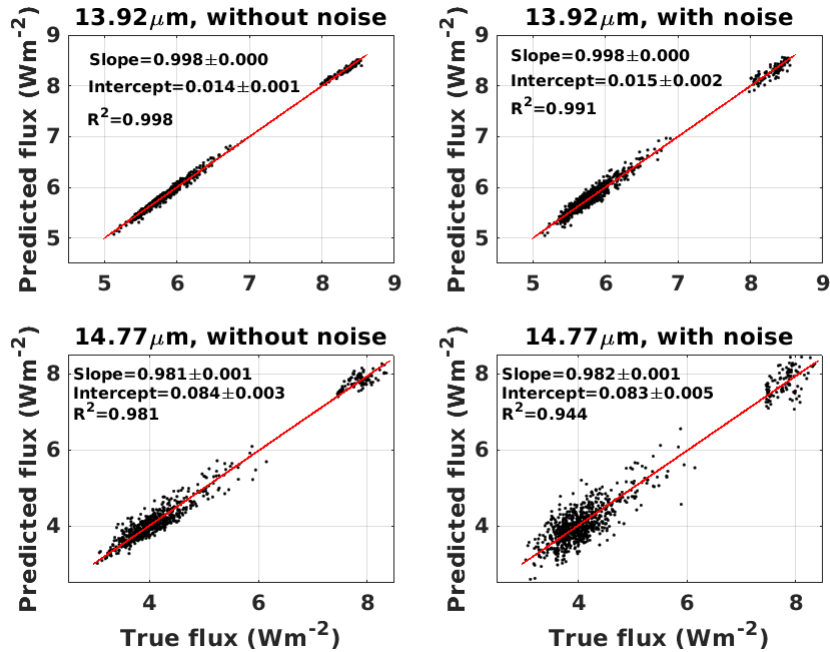 13.92μm, without noise
Predicted flux (Wm⁻²)
9
8
7
6
5
Slope=0.998±0.000
Intercept=0.014±0.001
R²=0.998
5 6 7 8 9
13.92μm, with noise
Predicted flux (Wm⁻²)
9
8
7
6
5
Slope=0.998±0.000
Intercept=0.015±0.002
R²=0.991
5 6 7 8 9
14.77μm, without noise
Predicted flux (Wm⁻²)
8
6
4
Slope=0.981±0.001
Intercept=0.084±0.003
R²=0.981
4 6 8
True flux (Wm⁻²)
14.77μm, with noise
Predicted flux (Wm⁻²)
8
6
4
Slope=0.982±0.001
Intercept=0.083±0.005
R²=0.944
4 6 8
True flux (Wm⁻²)